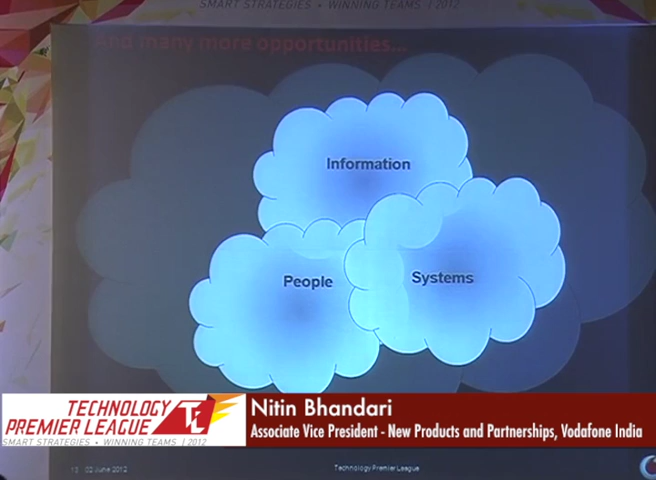 SMART STRATEGIES • WINNING TEAMS | 2012
And many more opportunities...
Information
People
Systems
TECHNOLOGY
PREMIER LEAGUE
SMART STRATEGIES • WINNING TEAMS | 2012
Nitin Bhandari
Associate Vice President - New Products and Partnerships, Vodafone India
13 02 June 2012
Technology Premier League